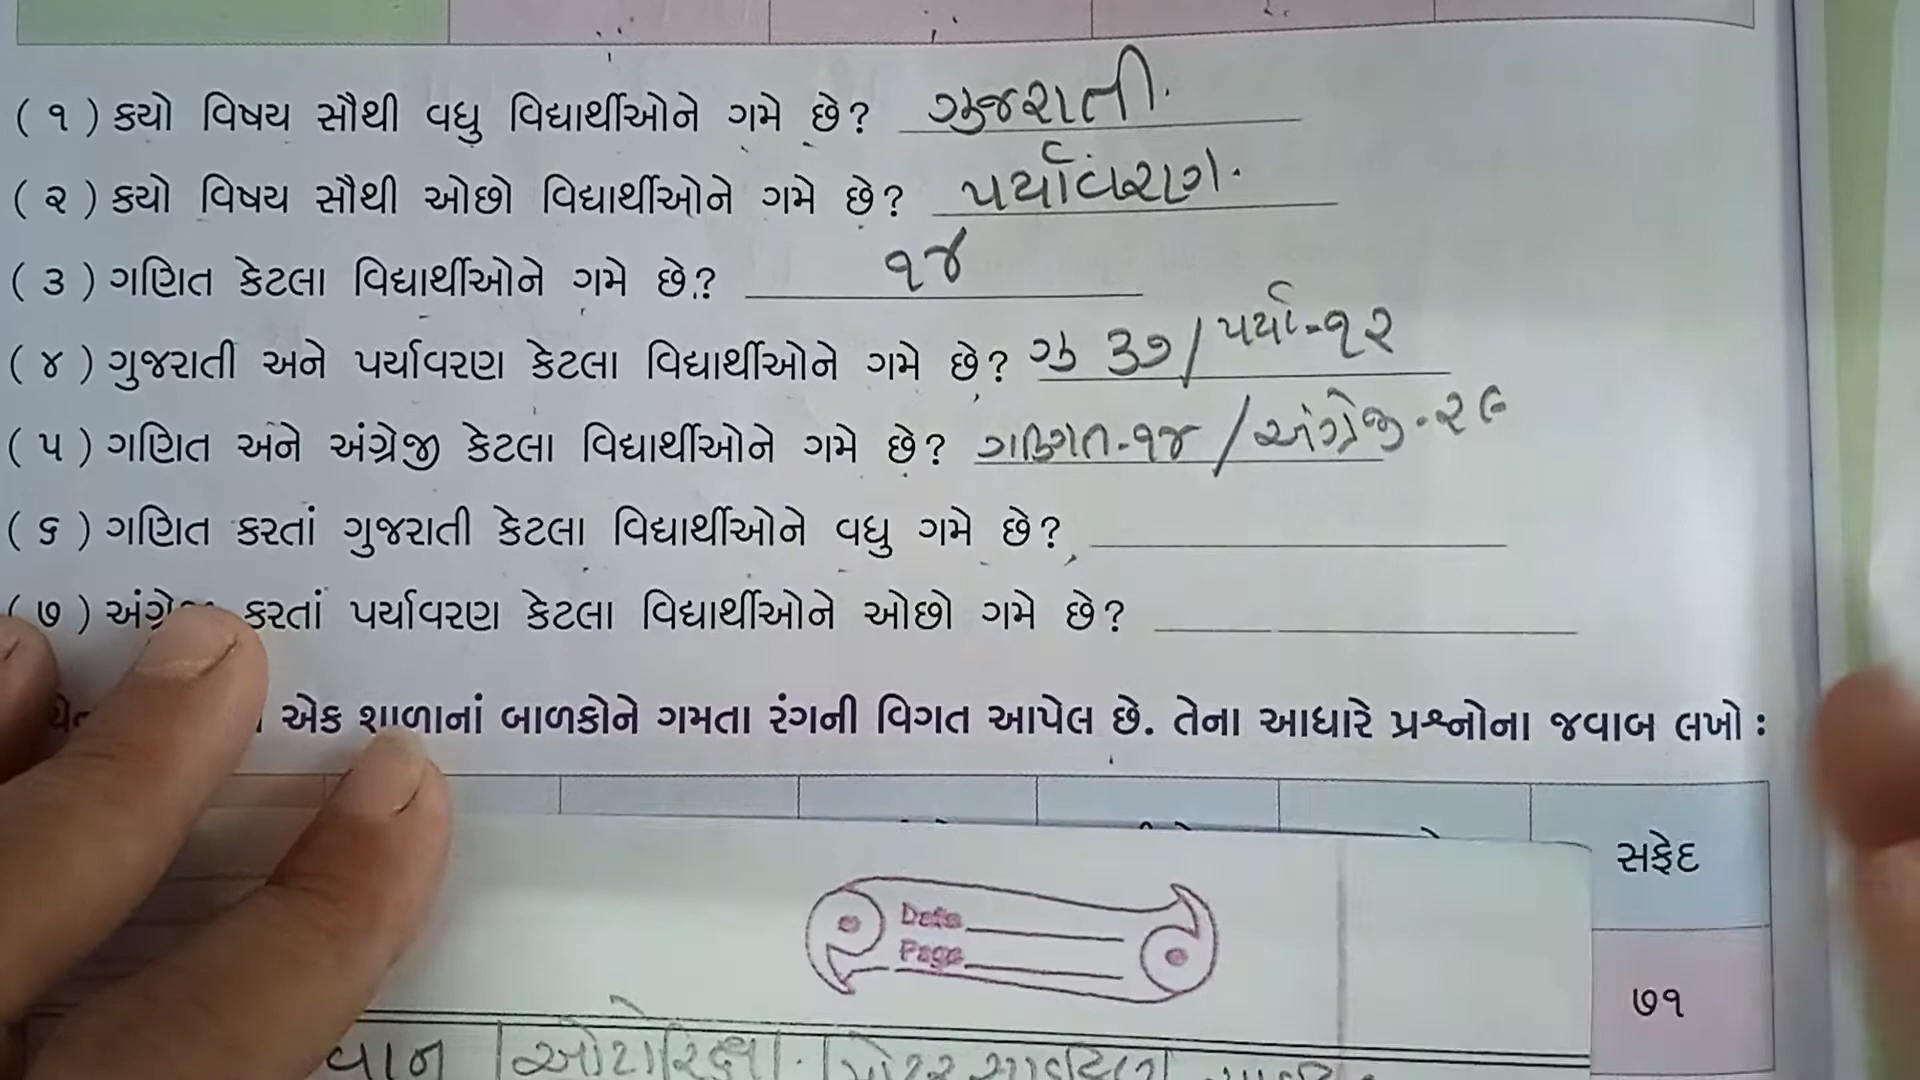 (૧) કયો વિષય સૌથી વધુ વિદ્યાર્થીઓને ગમે છે? ગુજરાતી.
(૨) કયો વિષય સૌથી ઓછો વિદ્યાર્થીઓને ગમે છે? પર્યાવરણ.
(૩) ગણિત કેટલા વિદ્યાર્થીઓને ગમે છે? ૧૪
(૪) ગુજરાતી અને પર્યાવરણ કેટલા વિદ્યાર્થીઓને ગમે છે? ગુ ૩૭/પર્યા-૧૨
(૫) ગણિત અને અંગ્રેજી કેટલા વિદ્યાર્થીઓને ગમે છે? ગણિત-૧૪/અંગ્રેજી-૨૯
(૬) ગણિત કરતાં ગુજરાતી કેટલા વિદ્યાર્થીઓને વધુ ગમે છે?
(૭) કરતાં પર્યાવરણ કેટલા વિદ્યાર્થીઓને ઓછો ગમે છે?
એક શાળાનાં બાળકોને ગમતા રંગની વિગત આપેલ છે. તેના આધારે પ્રશ્નોના જવાબ લખો :
સફેદ
Date
Page
૭૧
વાન ઓટોરિક્ષા.